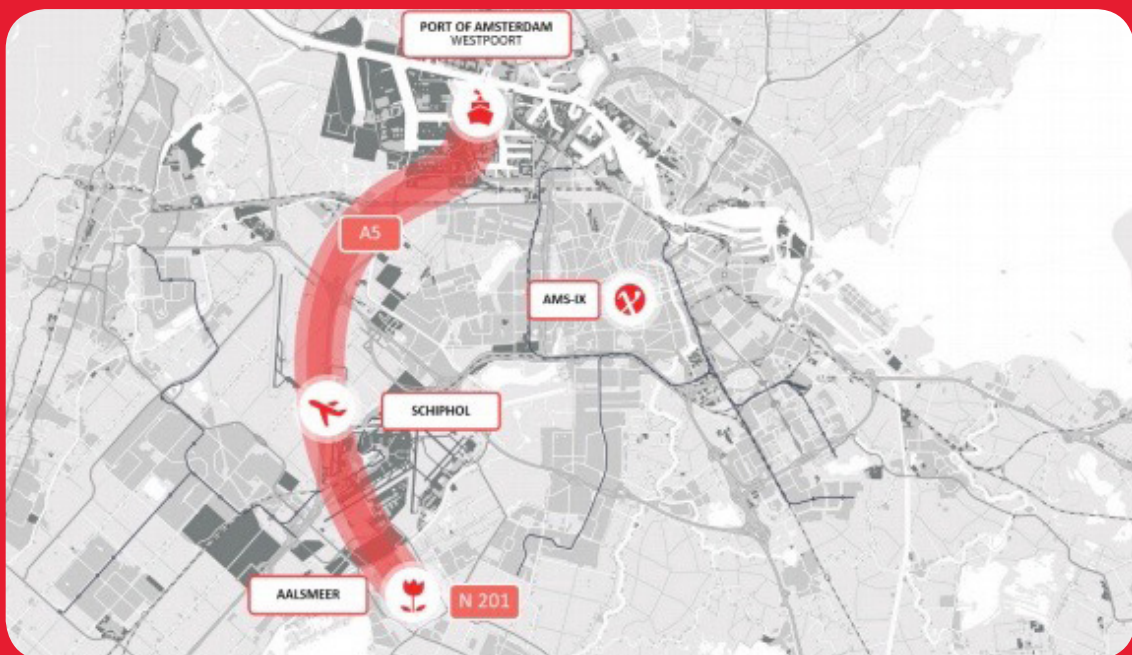 PORT OF AMSTERDAM
WESTPOORT
A5
AMS-IX
SCHIPHOL
AALSMEER
N 201